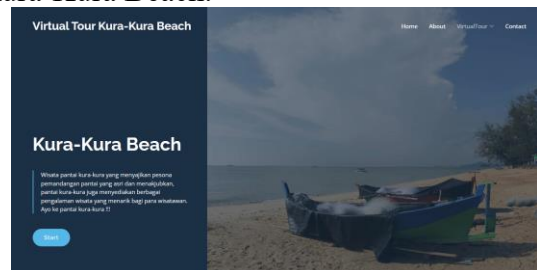 Virtual Tour Kura-Kura Beach
Home About VirtualTour Contact
Kura-Kura Beach
Wisata pantai kura-kura yang menyajikan pesona
pemandangan pantai yang asri dan menakjubkan,
pantai kura-kura juga menyediakan berbagai
pengalaman wisata yang menarik bagi para wisatawan.
Ayo ke pantai kura-kura !!!
Start